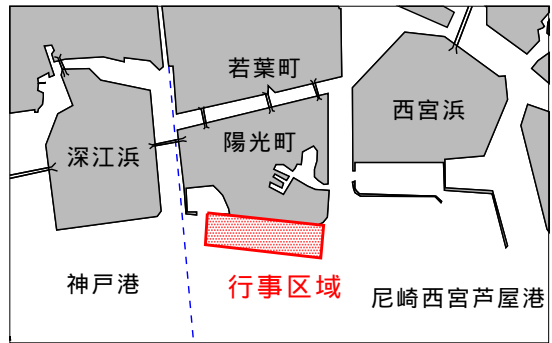 若葉町
西宮浜
陽光町
深江浜
神戸港
行事区域
尼崎西宮芦屋港